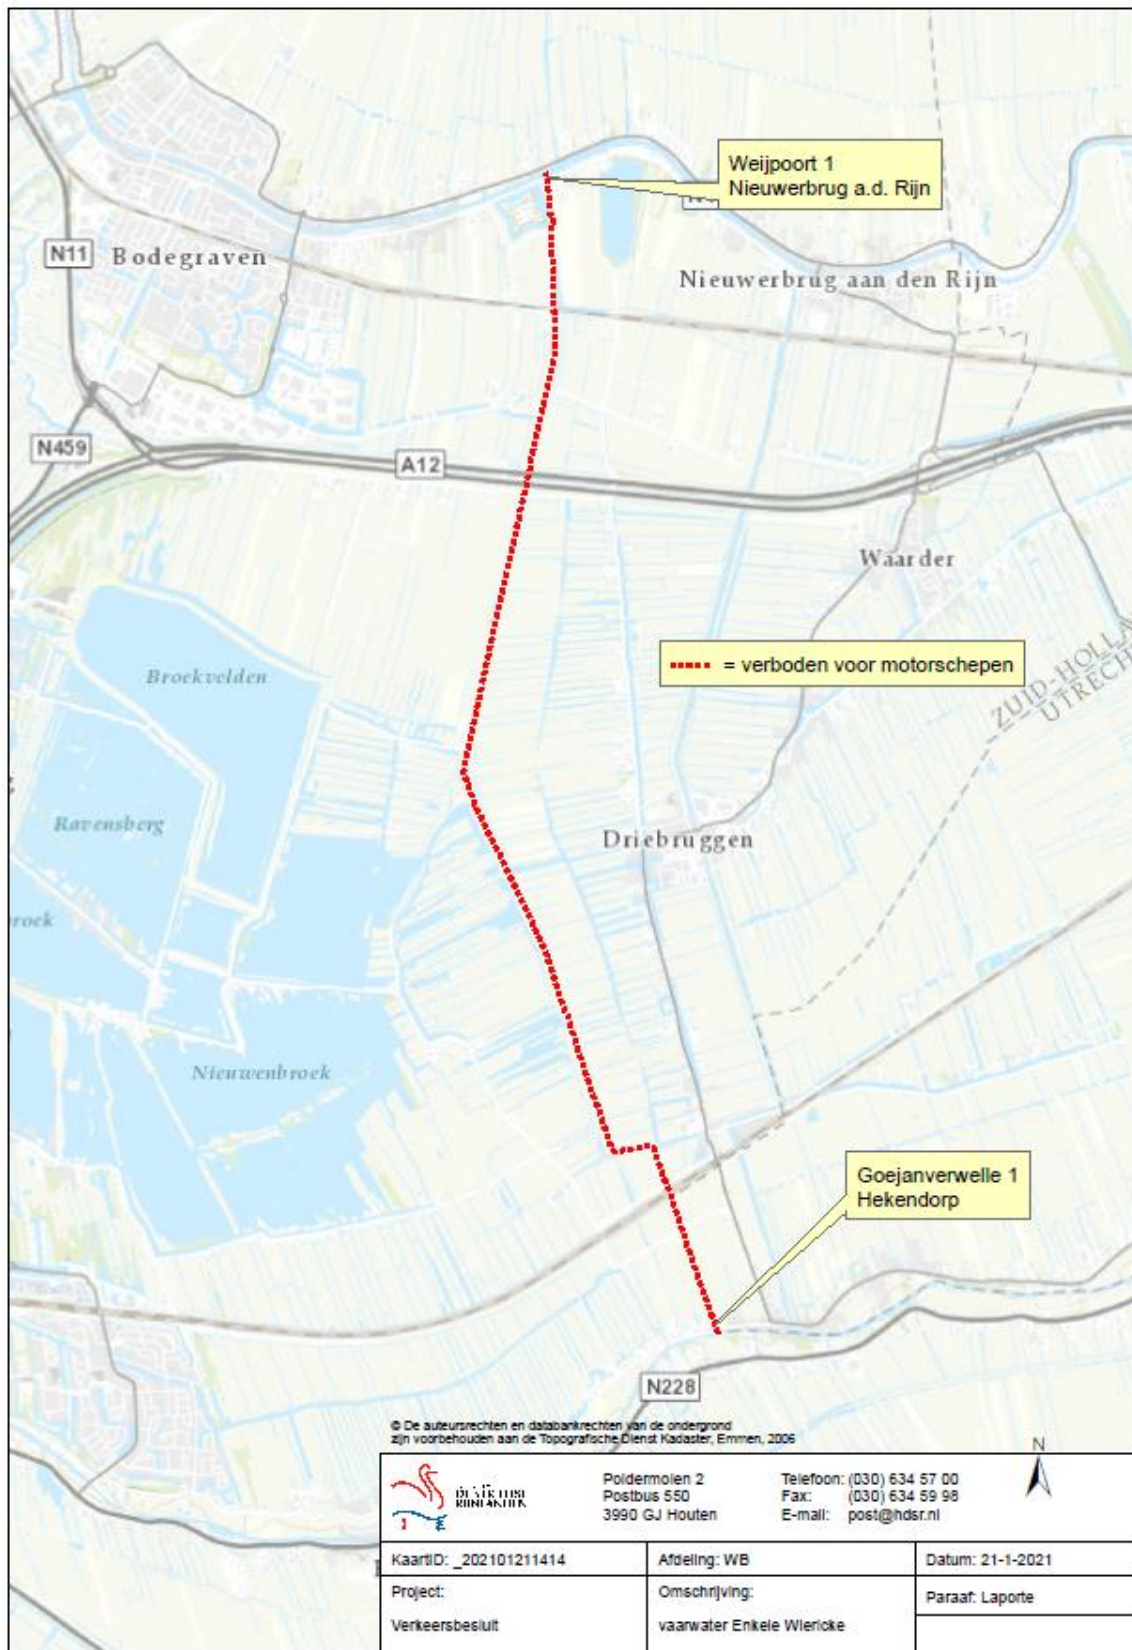 Weijpoort 1
Nieuwerbrug a.d. Rijn
N11
Bodegraven
Nieuwerbrug aan den Rijn
N459
A12
Waarder
= verboden voor motorschepen
Broekvelden
ZUID-HOLLA
UTRECH
Ravensberg
Driebruggen
roek
Nieuwenbroek
Goejanverwelle 1
Hekendorp
N228
© De auteursrechten en databankrechten van de ondergrond
zijn voorbehouden aan de Topografische Dienst Kadaster, Emmen, 2006
N
Poldermolen 2
Postbus 550
3990 GJ Houten
Telefoon: (030) 634 57 00
Fax: (030) 634 59 98
E-mail: post@hdsr.nl
KaartID: _202101211414
Afdeling: WB
Datum: 21-1-2021
Project:
Verkeersbesluit
Omschrijving:
vaarwater Enkele Wiericke
Paraaf: Laporte